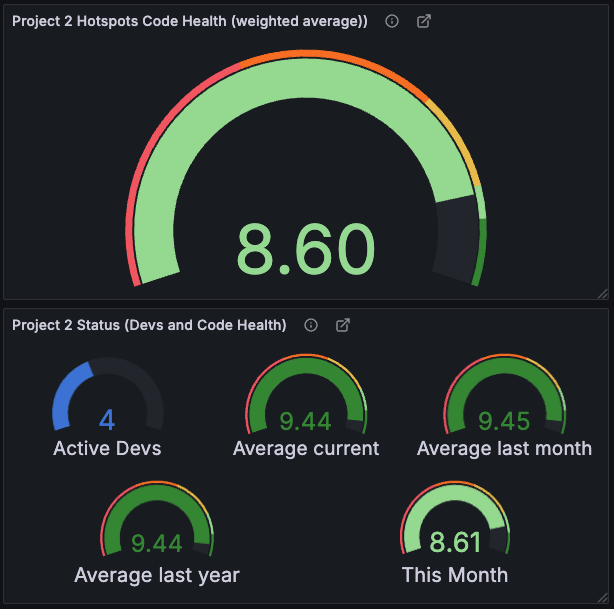 Project 2 Hotspots Code Health (weighted average))
8.60
Project 2 Status (Devs and Code Health)
4
Active Devs
9.44
Average current
9.45
Average last month
9.44
Average last year
8.61
This Month